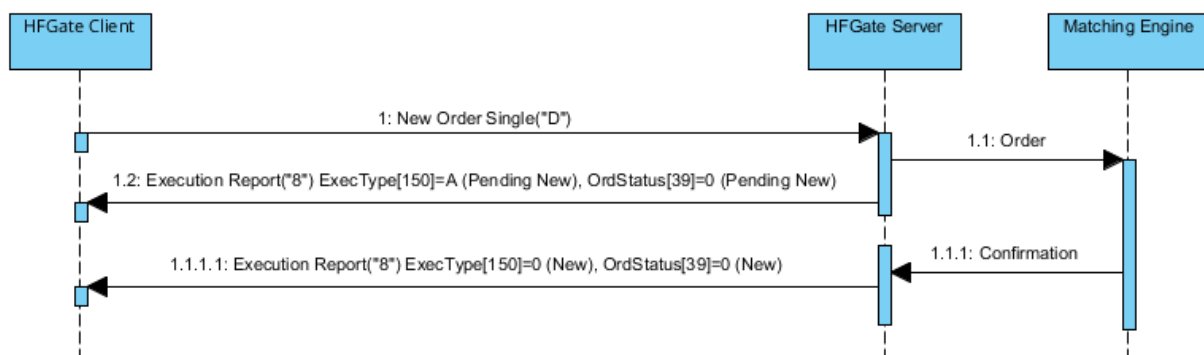 HFGate Client
HFGate Server
Matching Engine
1: New Order Single("D")
1.1: Order
1.2: Execution Report("8") ExecType[150]=A (Pending New), OrdStatus[39]=0 (Pending New)
1.1.1: Confirmation
1.1.1.1: Execution Report("8") ExecType[150]=0 (New), OrdStatus[39]=0 (New)